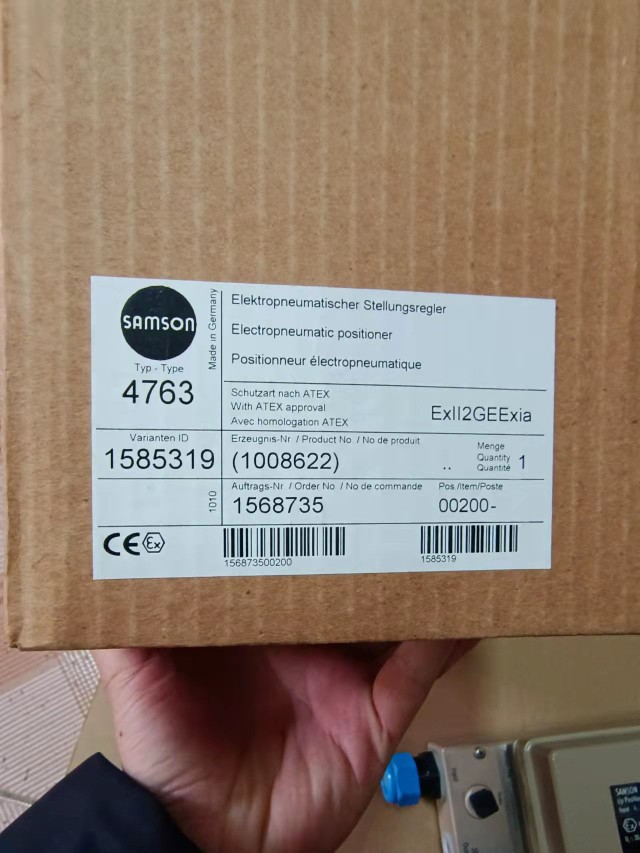 SAMSON
Made in Germany
Typ - Type
4763
Elektropneumatischer Stellungsregler
Electropneumatic positioner
Positionneur électropneumatique
Schutzart nach ATEX
With ATEX approval
Avec homologation ATEX
ExII2GEExia
Varianten ID
1585319
Erzeugnis-Nr. / Product No. / No de produit
(1008622)
..
Menge
Quantity
Quantité
1
1010
Auftrags-Nr / Order No / No de commande
1568735
Pos./Item/Poste
00200-
CE Ex
156873500200
1585319
SAMSON